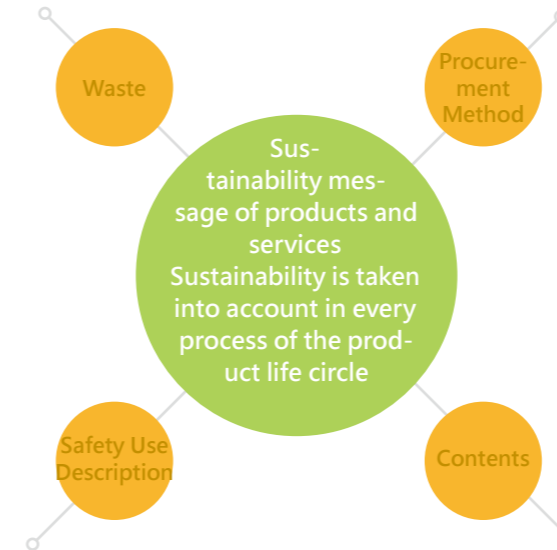 Waste
Procure-
ment
Method
Sus-
tainability mes-
sage of products and
services
Sustainability is taken
into account in every
process of the prod-
uct life circle
Safety Use
Description
Contents